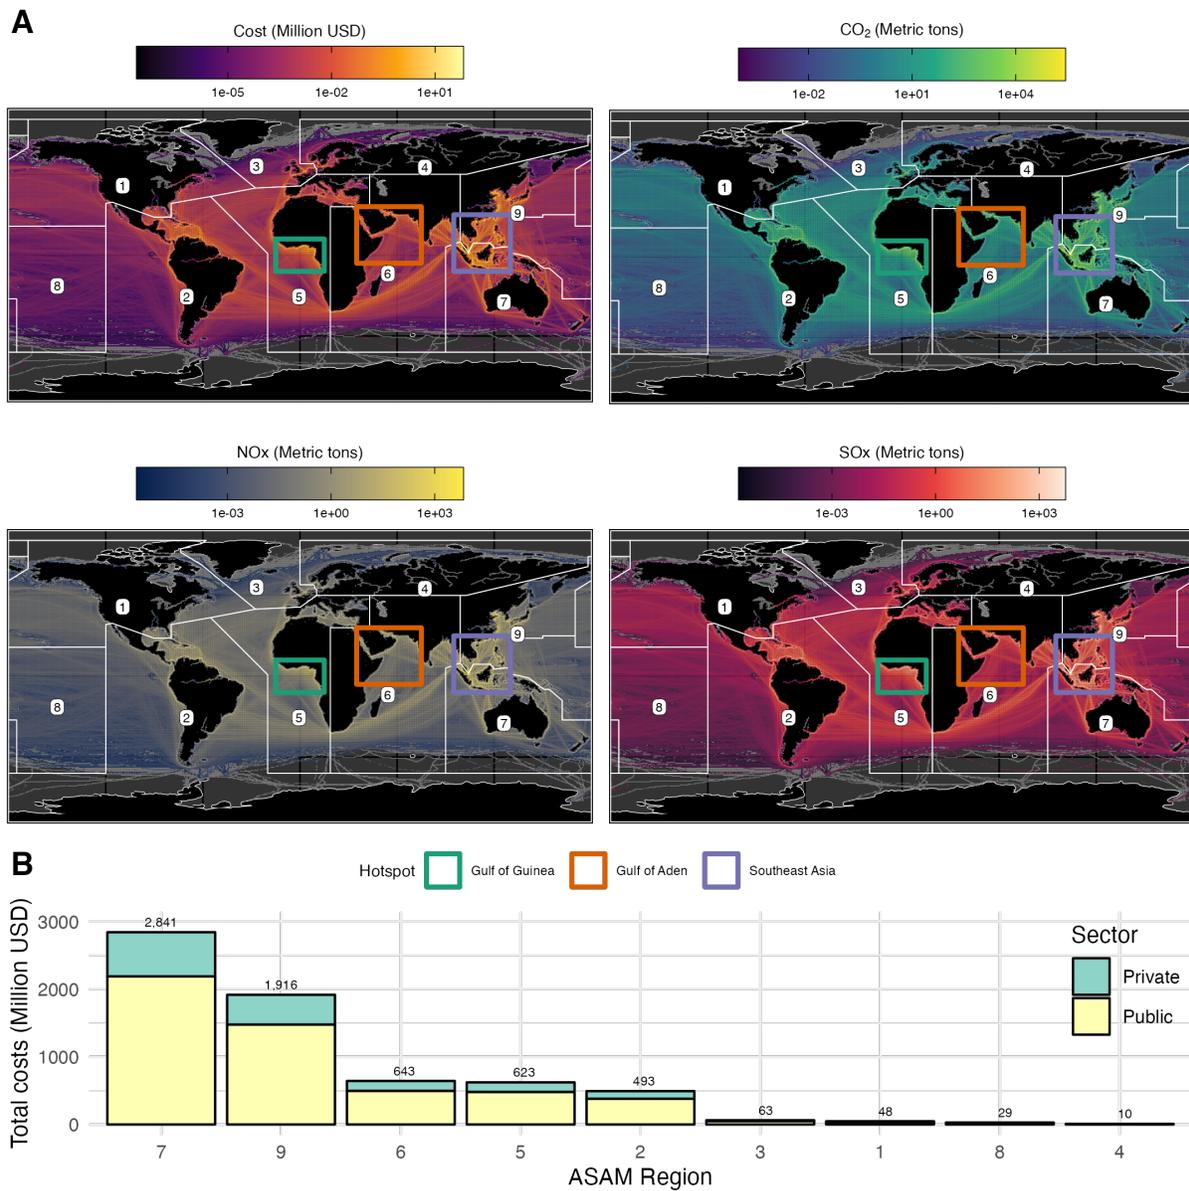 A
Cost (Million USD)
1e-05 1e-02 1e+01
CO₂ (Metric tons)
1e-02 1e+01 1e+04
1 2 3 4 5 6 7 8 9
1 2 3 4 5 6 7 8 9
NOx (Metric tons)
1e-03 1e+00 1e+03
SOx (Metric tons)
1e-03 1e+00 1e+03
1 2 3 4 5 6 7 8 9
1 2 3 4 5 6 7 8 9
B
Hotspot Gulf of Guinea Gulf of Aden Southeast Asia
Total costs (Million USD)
3000
2000
1000
0
2,841
1,916
643
623
493
63
48
29
10
Sector
Private
Public
7 9 6 5 2 3 1 8 4
ASAM Region